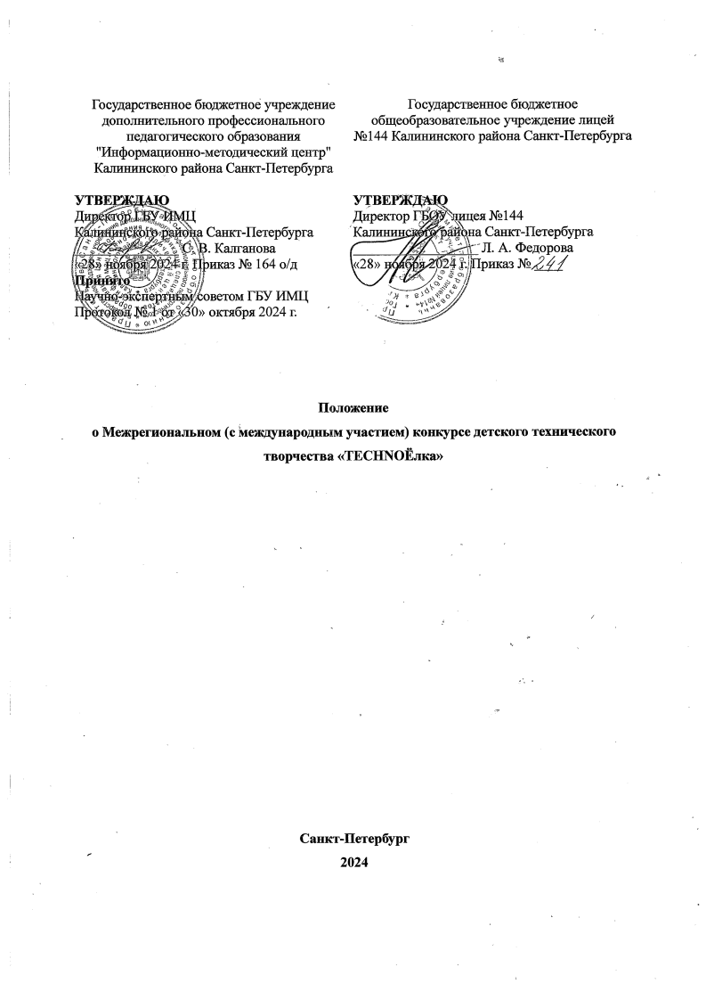 Государственное бюджетное учреждение
дополнительного профессионального
педагогического образования
"Информационно-методический центр"
Калининского района Санкт-Петербурга
УТВЕРЖДАЮ
Директор ГБУ ИМЦ
Калининского района Санкт-Петербурга
С. В. Калганова
«28» ноября 2024 г. Приказ № 164 о/д
Принято
Научно-экспертным советом ГБУ ИМЦ
Протокол № 1 от «30» октября 2024 г.
Государственное бюджетное
общеобразовательное учреждение лицей
№144 Калининского района Санкт-Петербурга
УТВЕРЖДАЮ
Директор ГБОУ лицея №144
Калининского района Санкт-Петербурга
Л. А. Федорова
«28» ноября 2024 г. Приказ № 241
Положение
о Межрегиональном (с международным участием) конкурсе детского технического
творчества «TECHNOЁлка»
Санкт-Петербург
2024